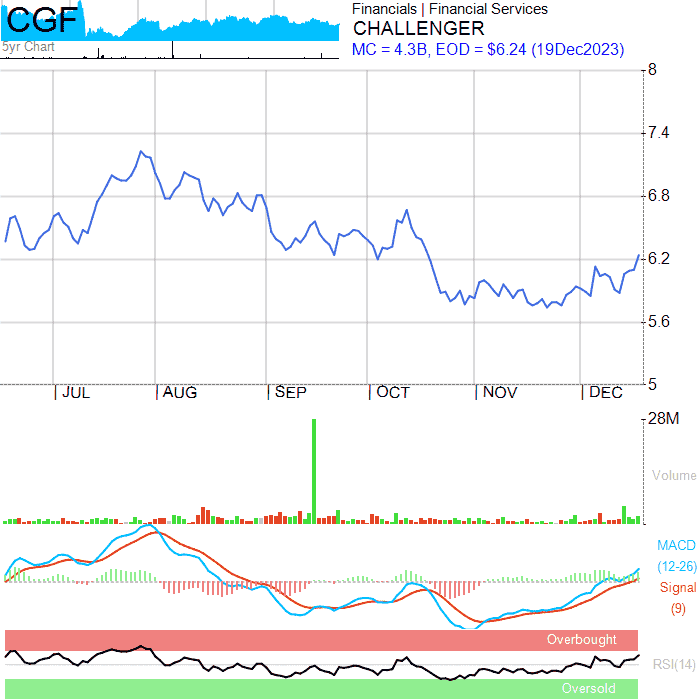 CGF
5yr Chart
Financials | Financial Services
CHALLENGER
MC = 4.3B, EOD = $6.24 (19Dec2023)
8
7.4
6.8
6.2
5.6
5
JUL AUG SEP OCT NOV DEC
28M
Volume
MACD
(12-26)
Signal
(9)
Overbought
RSI(14)
Oversold